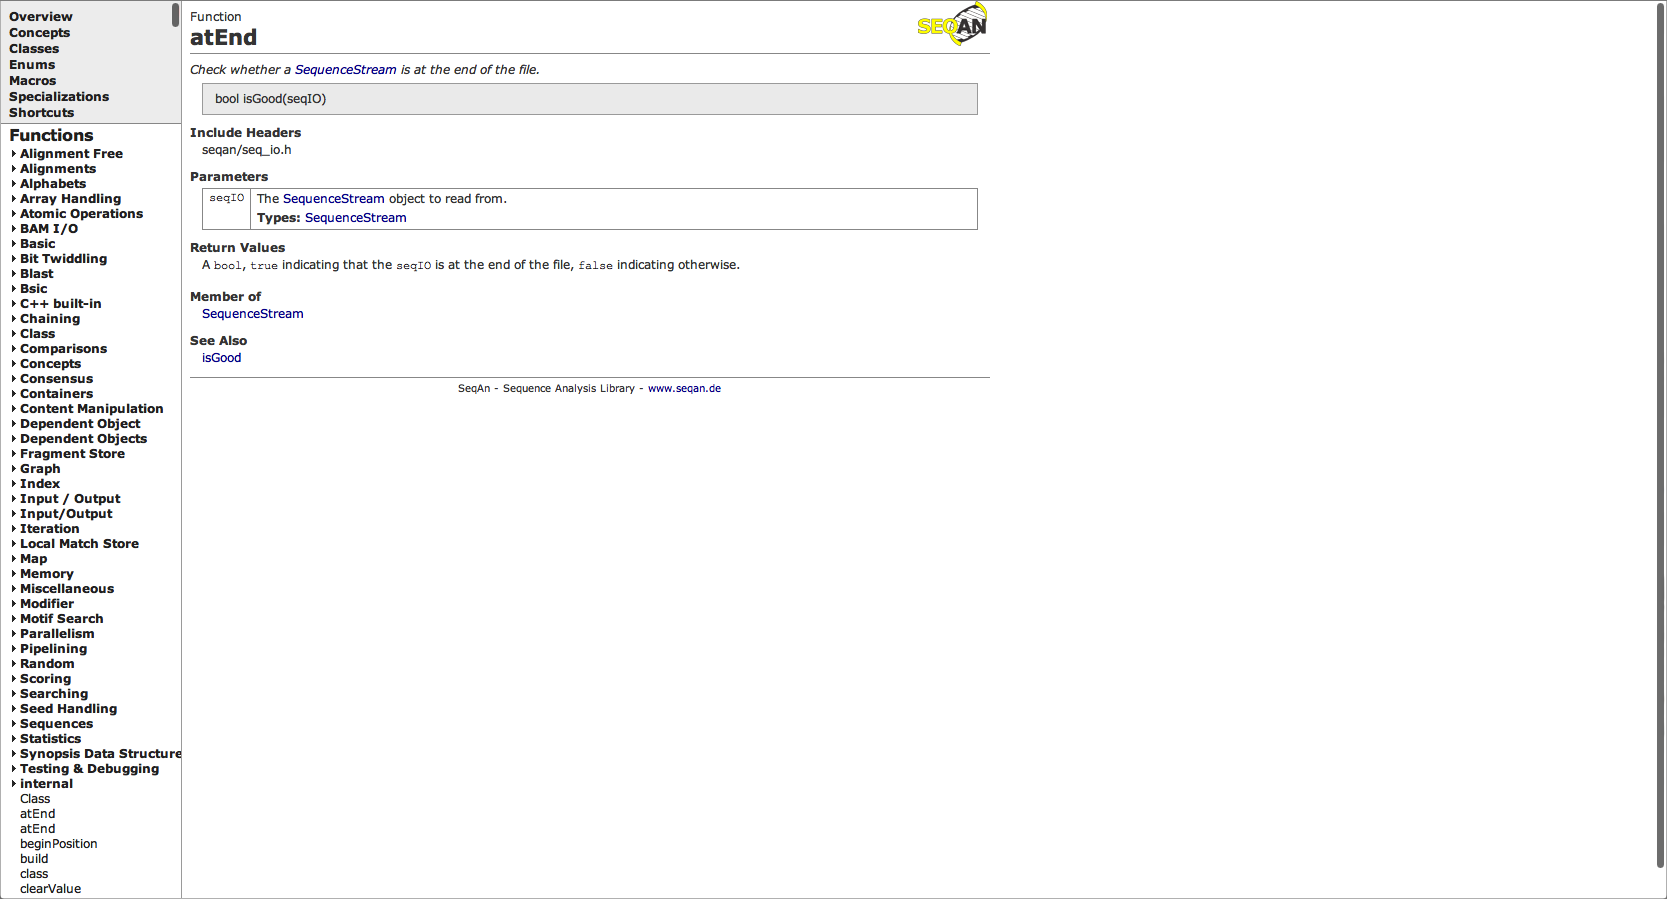 Overview
Concepts
Classes
Enums
Macros
Specializations
Shortcuts
Functions
Alignment Free
Alignments
Alphabets
Array Handling
Atomic Operations
BAM I/O
Basic
Bit Twiddling
Blast
Bsic
C++ built-in
Chaining
Class
Comparisons
Concepts
Consensus
Containers
Content Manipulation
Dependent Object
Dependent Objects
Fragment Store
Graph
Index
Input / Output
Input/Output
Iteration
Local Match Store
Map
Memory
Miscellaneous
Modifier
Motif Search
Parallelism
Pipelining
Random
Scoring
Searching
Seed Handling
Sequences
Statistics
Synopsis Data Structure
Testing & Debugging
internal
Class
atEnd
atEnd
beginPosition
build
class
clearValue
Function
atEnd
SEQAN
Check whether a SequenceStream is at the end of the file.
bool isGood(seqIO)
Include Headers
seqan/seq_io.h
Parameters
seqIO The SequenceStream object to read from.
Types: SequenceStream
Return Values
A bool, true indicating that the seqIO is at the end of the file, false indicating otherwise.
Member of
SequenceStream
See Also
isGood
SeqAn - Sequence Analysis Library - www.seqan.de